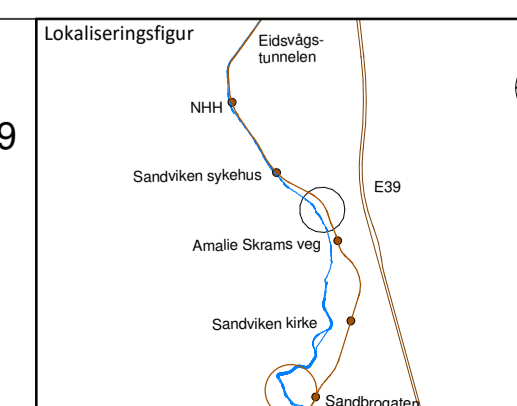 Lokaliseringsfigur
Eidsvågs-
tunnelen
9
NHH
Sandviken sykehus
E39
Amalie Skrams veg
Sandviken kirke
Sandbrogaten